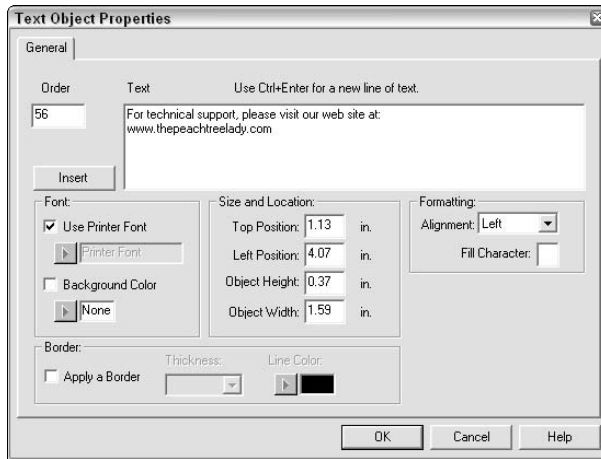 Text Object Properties
General
Order Text Use Ctrl+Enter for a new line of text.
56
For technical support, please visit our web site at:
www.thepeachtreelady.com
Insert
Font:
Use Printer Font
Printer Font
Background Color
None
Size and Location:
Top Position: 1.13 in.
Left Position: 4.07 in.
Object Height: 0.37 in.
Object Width: 1.59 in.
Formatting:
Alignment: Left
Fill Character:
Border:
Apply a Border
Thickness:
Line Color:
OK Cancel Help